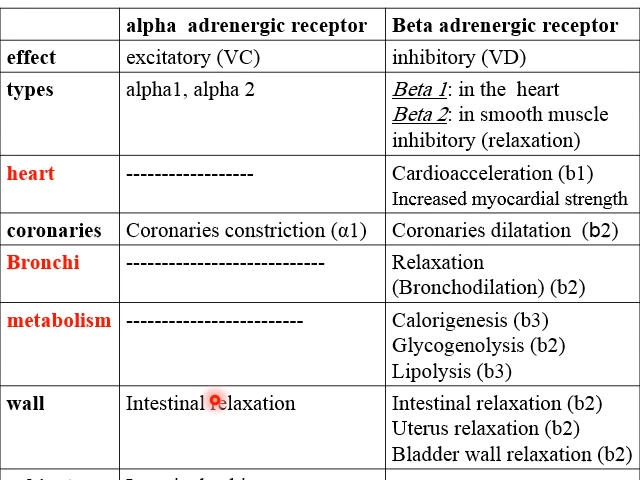 alpha adrenergic receptor
Beta adrenergic receptor
effect
excitatory (VC)
inhibitory (VD)
types
alpha1, alpha 2
Beta 1: in the heart
Beta 2: in smooth muscle
inhibitory (relaxation)
heart
------------------
Cardioacceleration (b1)
Increased myocardial strength
coronaries
Coronaries constriction (α1)
Coronaries dilatation (b2)
Bronchi
----------------------------
Relaxation
(Bronchodilation) (b2)
metabolism
-------------------------
Calorigenesis (b3)
Glycogenolysis (b2)
Lipolysis (b3)
wall
Intestinal relaxation
Intestinal relaxation (b2)
Uterus relaxation (b2)
Bladder wall relaxation (b2)